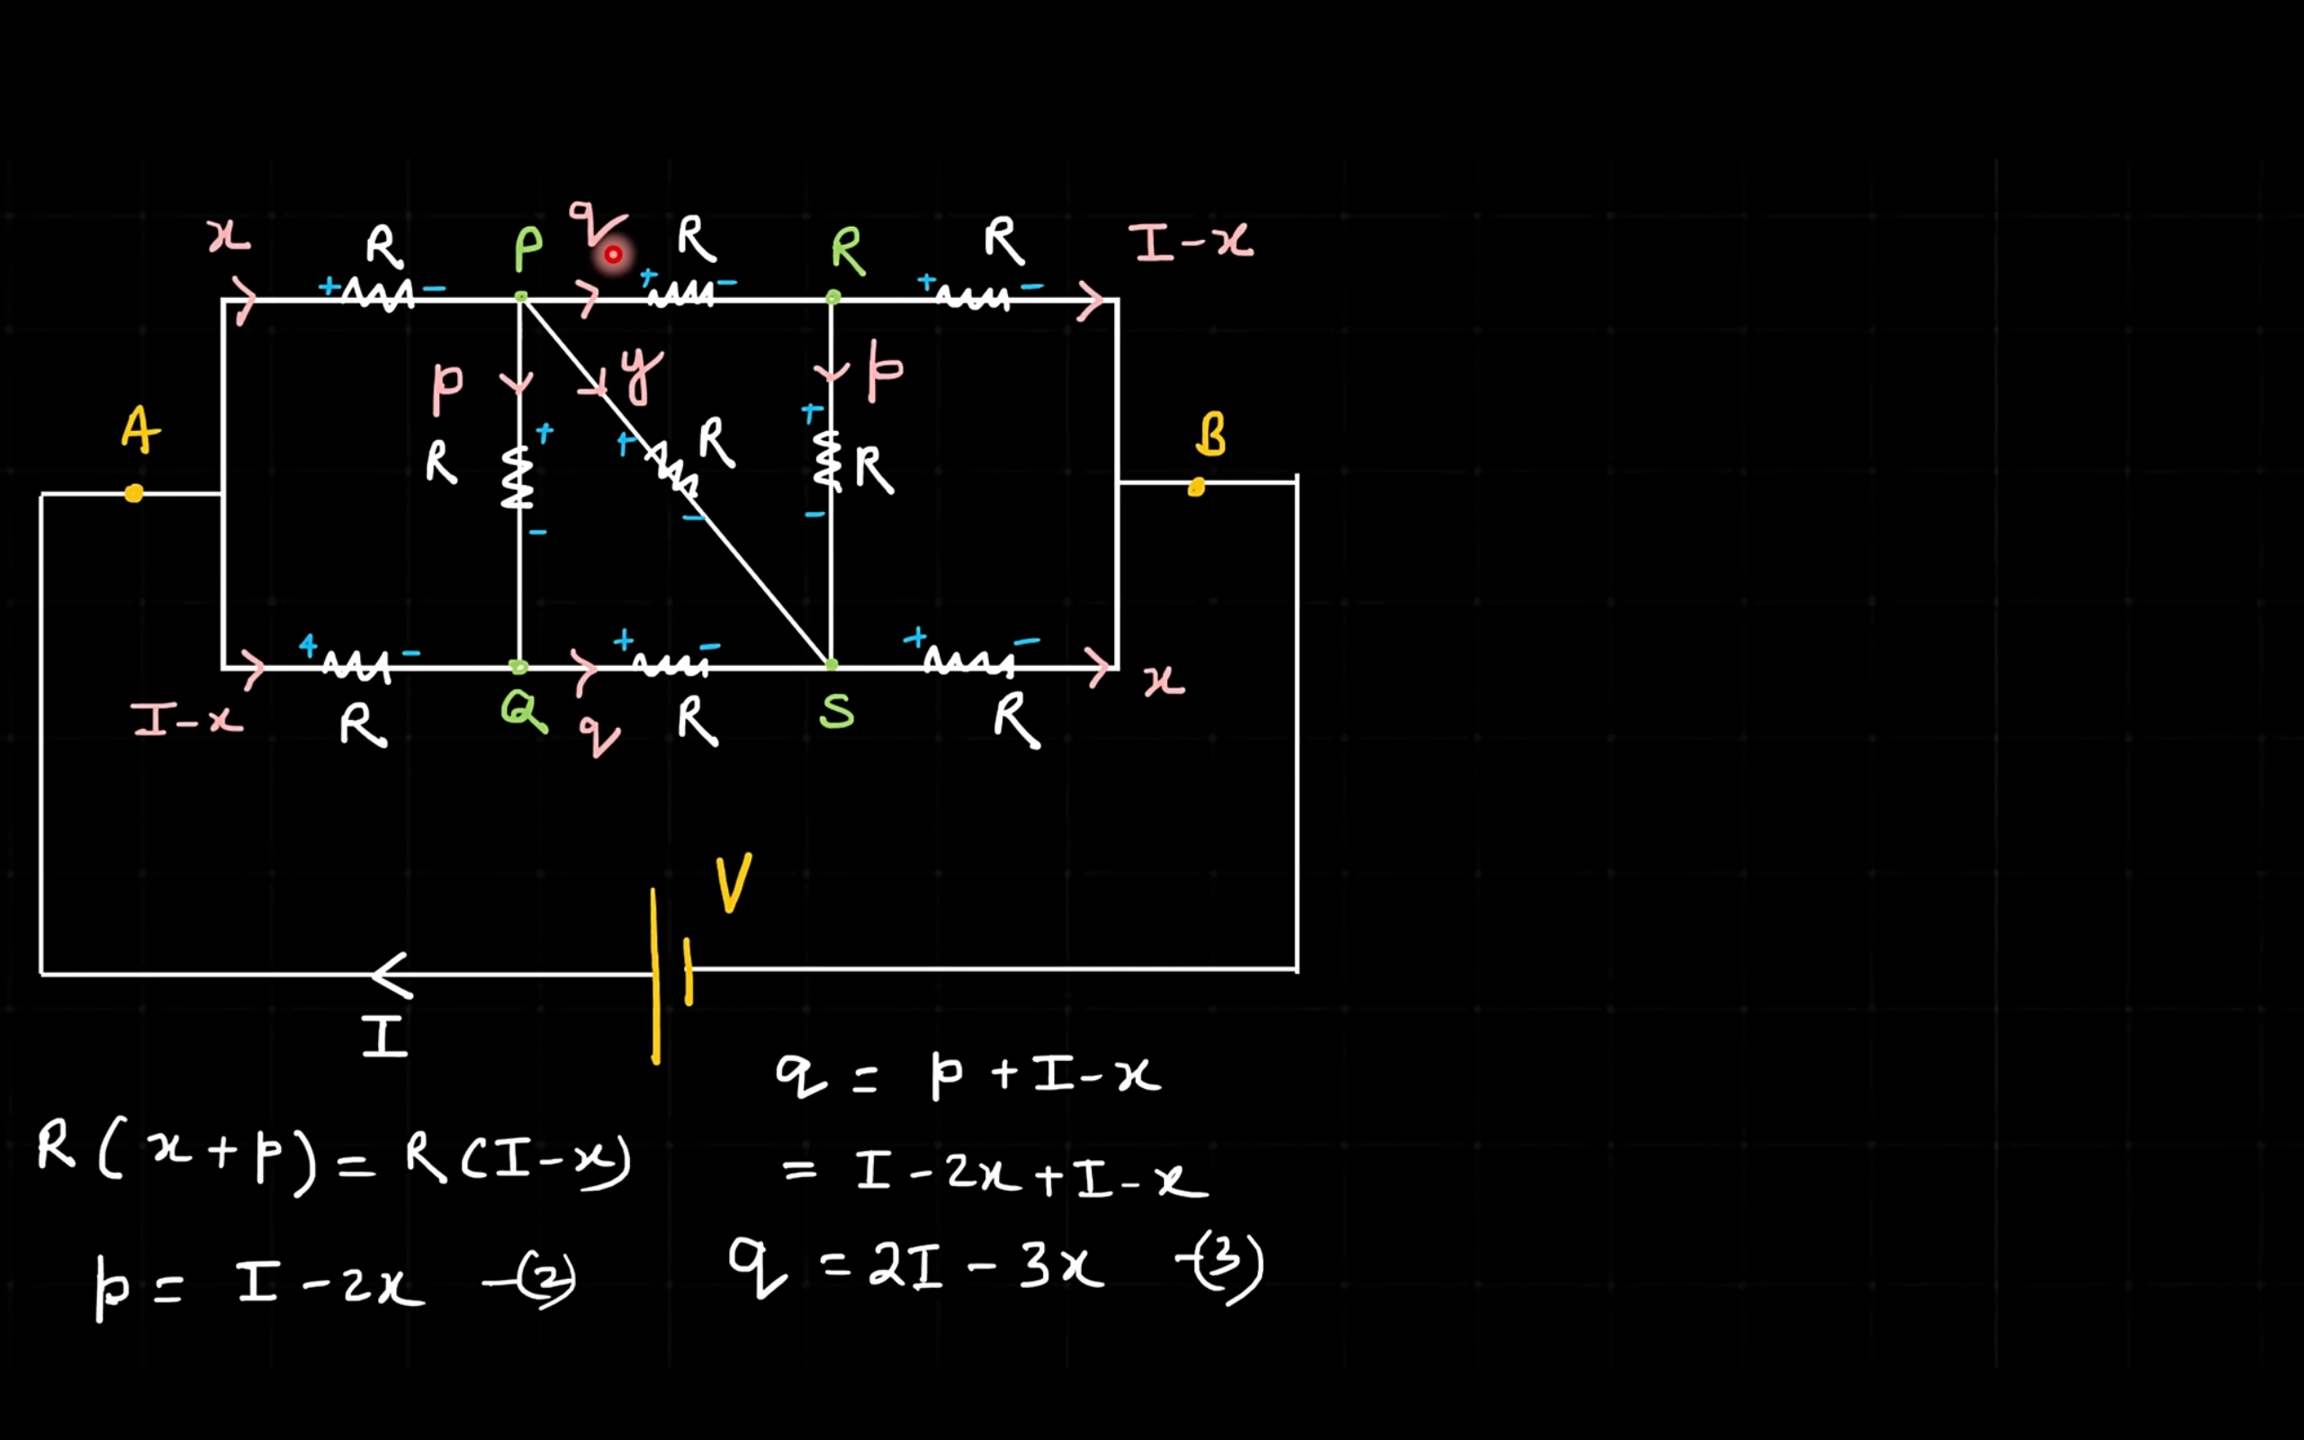 x R P q R R R I-x
+ - + - + -
p y p
A R + + R + R B
- - -
+ - + - + -
I-x R Q q R S R x
V
I
q = p + I-x
R(x+p) = R(I-x)
= I-2x+I-x
p = I-2x -(2)
q = 2I-3x -(3)